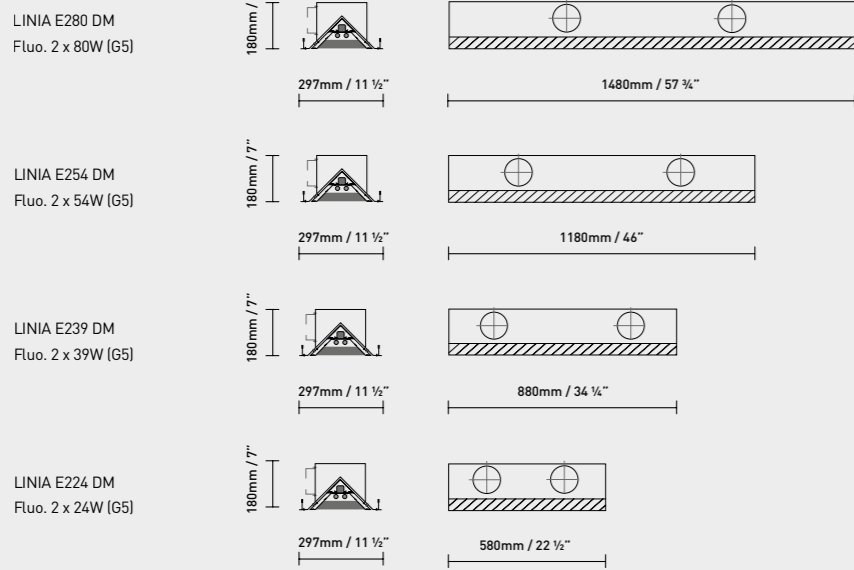 LINIA E280 DM
Fluo. 2 x 80W (G5)
180mm /
297mm / 11 ½”
1480mm / 57 ¾”
LINIA E254 DM
Fluo. 2 x 54W (G5)
180mm / 7”
297mm / 11 ½”
1180mm / 46”
LINIA E239 DM
Fluo. 2 x 39W (G5)
180mm / 7”
297mm / 11 ½”
880mm / 34 ¼”
LINIA E224 DM
Fluo. 2 x 24W (G5)
180mm / 7”
297mm / 11 ½”
580mm / 22 ½”